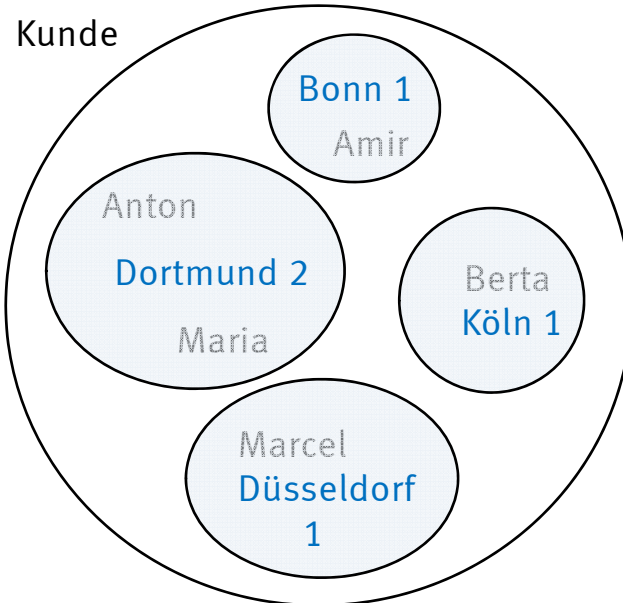 Kunde
Bonn 1
Amir
Anton
Dortmund 2
Maria
Berta
Köln 1
Marcel
Düsseldorf
1